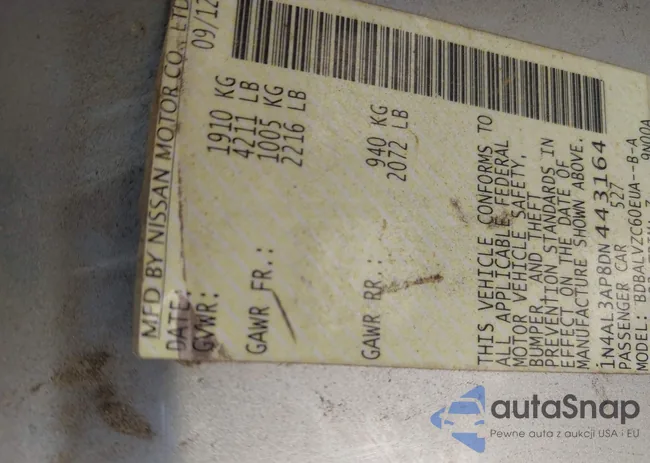 MFD BY NISSAN MOTOR CO., LTD
DATE: 09/12
GVWR: 1910 KG
4211 LB
GAWR FR.: 1005 KG
2216 LB
GAWR RR.: 940 KG
2072 LB
THIS VEHICLE CONFORMS TO
ALL APPLICABLE FEDERAL
MOTOR VEHICLE SAFETY,
BUMPER, AND THEFT
PREVENTION STANDARDS IN
EFFECT ON THE DATE OF
MANUFACTURE SHOWN ABOVE.
1N4AL3AP8DN443164
PASSENGER CAR 527
MODEL: BDBALVZC60EUA--B-A
9N00A
autaSnap
Pewne auta z aukcji USA i EU